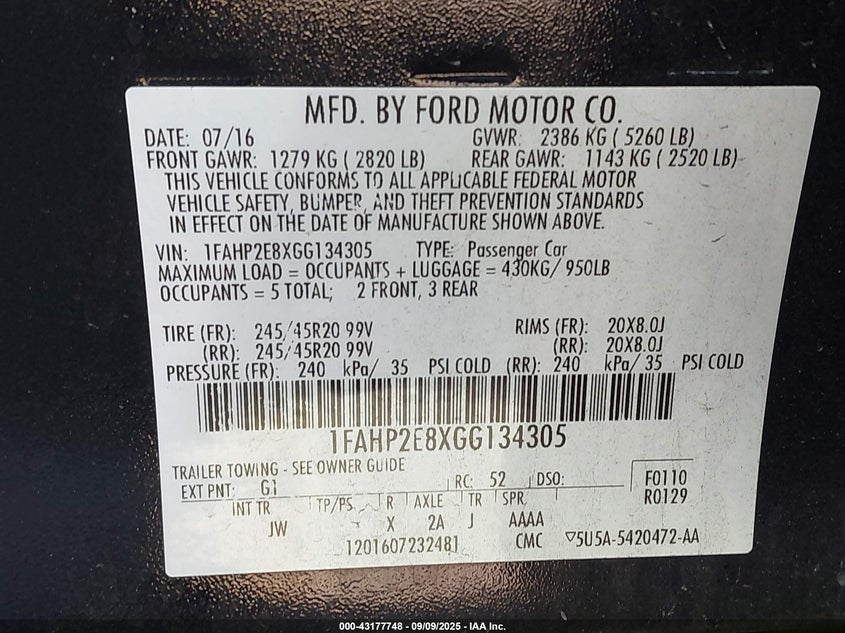 MFD. BY FORD MOTOR CO.
DATE: 07/16 GVWR: 2386 KG ( 5260 LB)
FRONT GAWR: 1279 KG ( 2820 LB) REAR GAWR: 1143 KG ( 2520 LB)
THIS VEHICLE CONFORMS TO ALL APPLICABLE FEDERAL MOTOR
VEHICLE SAFETY, BUMPER, AND THEFT PREVENTION STANDARDS
IN EFFECT ON THE DATE OF MANUFACTURE SHOWN ABOVE.
VIN: 1FAHP2E8XGG134305 TYPE: Passenger Car
MAXIMUM LOAD = OCCUPANTS + LUGGAGE = 430KG/ 950LB
OCCUPANTS = 5 TOTAL; 2 FRONT, 3 REAR
TIRE (FR): 245/45R20 99V RIMS (FR): 20X8.0J
(RR): 245/45R20 99V (RR): 20X8.0J
PRESSURE (FR): 240 kPa/ 35 PSI COLD (RR): 240 kPa/ 35 PSI COLD
1FAHP2E8XGG134305
TRAILER TOWING - SEE OWNER GUIDE
EXT PNT: G1 RC: 52 DSO: F0110
R0129
INT TR TP/PS R AXLE TR SPR
JW X 2A J AAAA
1201607232481 CMC ▽5U5A-5420472-AA
000-43177748 - 09/09/2025 - IAA Inc.